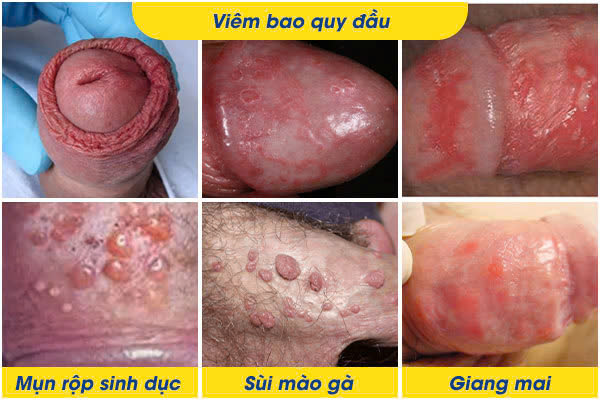 Viêm bao quy đầu
Mụn rộp sinh dục
Sùi mào gà
Giang mai